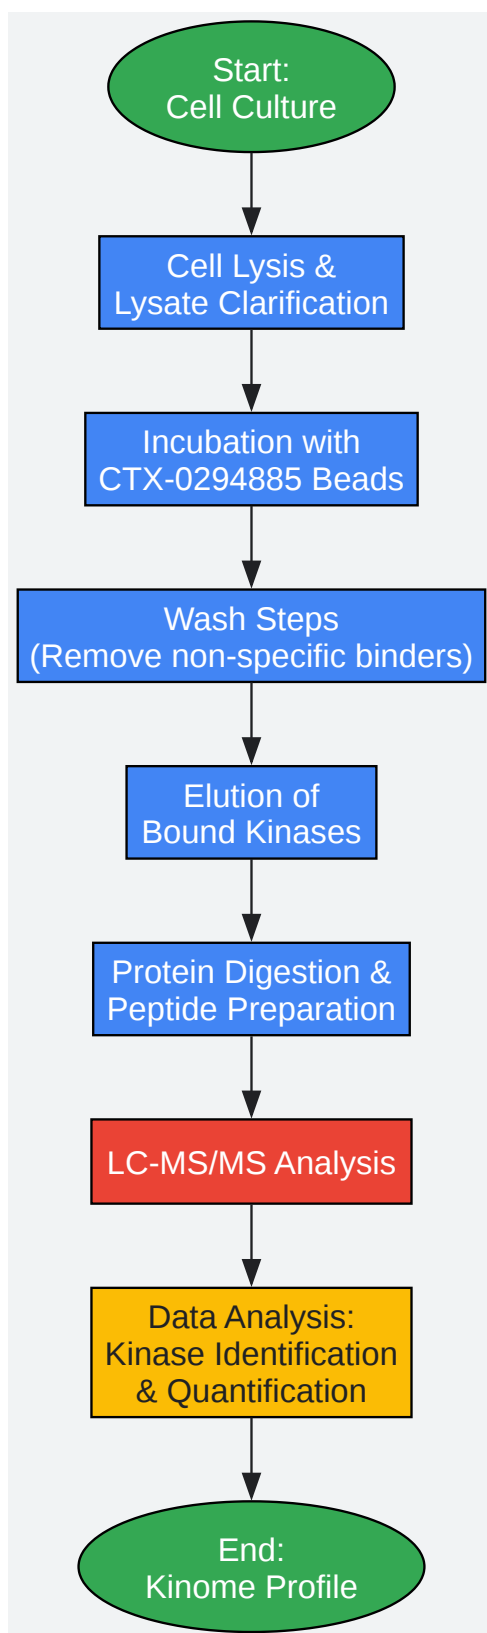 Start:
Cell Culture
Cell Lysis &
Lysate Clarification
Incubation with
CTX-0294885 Beads
Wash Steps
(Remove non-specific binders)
Elution of
Bound Kinases
Protein Digestion &
Peptide Preparation
LC-MS/MS Analysis
Data Analysis:
Kinase Identification
& Quantification
End:
Kinome Profile